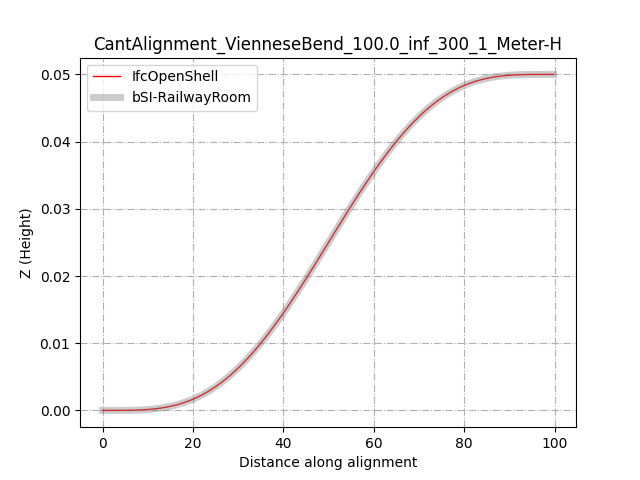 CantAlignment_VienneseBend_100.0_inf_300_1_Meter-H
IfcOpenShell
bSI-RailwayRoom
0.05
0.04
0.03
0.02
0.01
0.00
Z (Height)
0 20 40 60 80 100
Distance along alignment